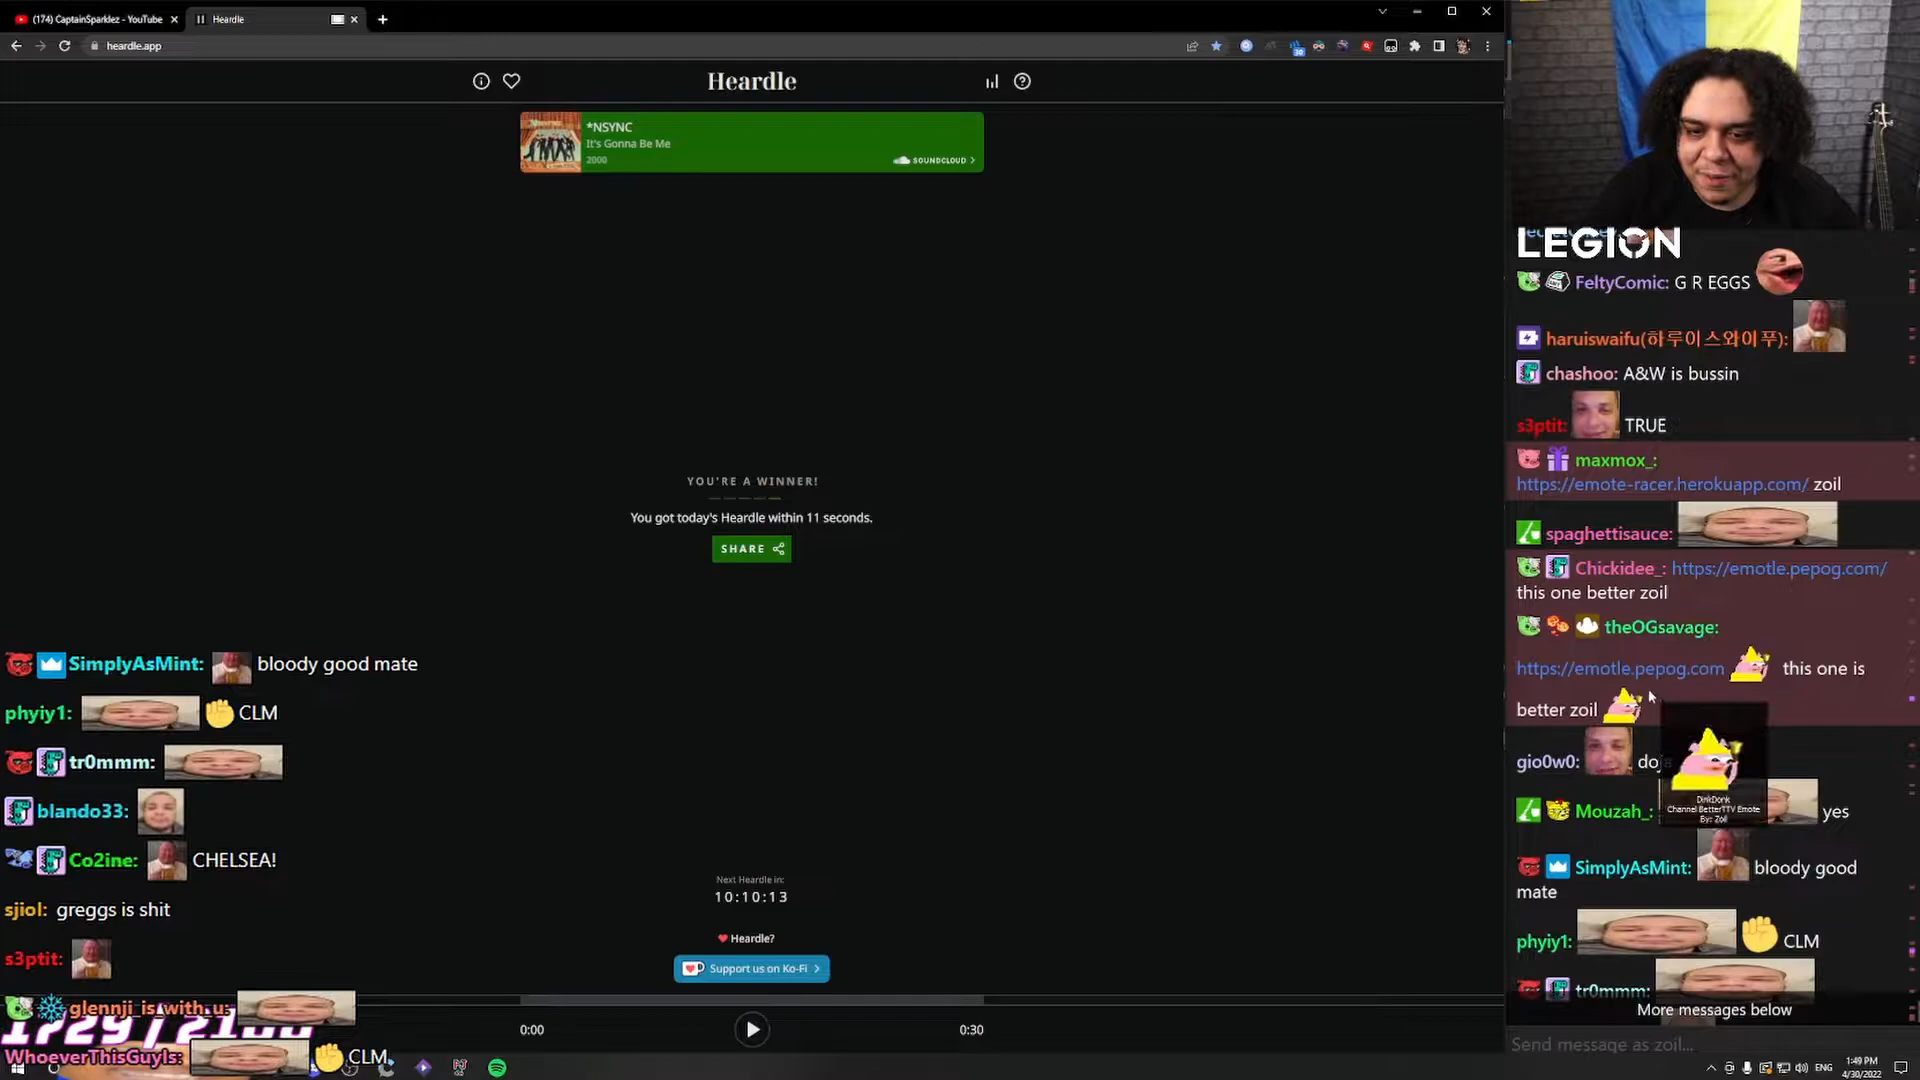 (174) CaptainSparklez - YouTube
Heardle
heardle.app
Heardle
*NSYNC
It's Gonna Be Me
2000
SOUNDCLOUD
YOU'RE A WINNER!
You got today's Heardle within 11 seconds.
SHARE
Next Heardle in:
10:10:13
Heardle?
Support us on Ko-Fi
0:00
0:30
SimplyAsMint: bloody good mate
phyiy1: CLM
tr0mmm:
blando33:
Co2ine: CHELSEA!
sjiol: greggs is shit
s3ptit:
glennji_is_with_u:
WhoeverThisGuyIs: CLM
LEGION
FeltyComic: G R EGGS
haruiswaifu(하루이스와이푸):
chashoo: A&W is bussin
s3ptit: TRUE
maxmox_:
https://emote-racer.herokuapp.com/ zoil
spaghettisauce:
Chickidee_: https://emotle.pepog.com/
this one better zoil
theOGsavage:
https://emotle.pepog.com this one is
better zoil
gio0w0:
DinkDonk
Channel BetterTTV Emote
By: Zoil
Mouzah_: yes
SimplyAsMint: bloody good
mate
phyiy1: CLM
tr0mmm:
More messages below
Send message as zoil...
ENG
1:49 PM
4/30/2022